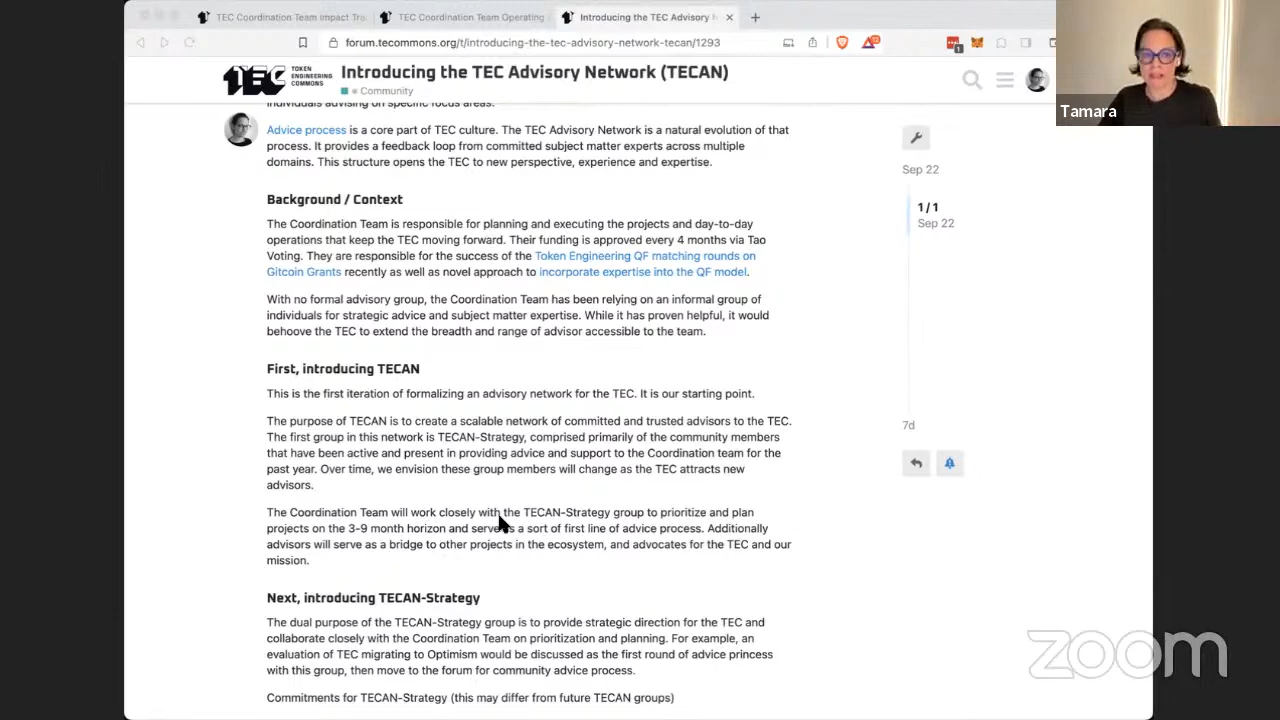 TEC Coordination Team Impact Tra
TEC Coordination Team Operating
Introducing the TEC Advisory N
forum.tecommons.org/t/introducing-the-tec-advisory-network-tecan/1293
TEC TOKEN ENGINEERING COMMONS
Introducing the TEC Advisory Network (TECAN)
Community
Tamara
individuals advising on specific focus areas.
Advice process is a core part of TEC culture. The TEC Advisory Network is a natural evolution of that
process. It provides a feedback loop from committed subject matter experts across multiple
domains. This structure opens the TEC to new perspective, experience and expertise.
Sep 22
1 / 1
Sep 22
Background / Context
The Coordination Team is responsible for planning and executing the projects and day-to-day
operations that keep the TEC moving forward. Their funding is approved every 4 months via Tao
Voting. They are responsible for the success of the Token Engineering QF matching rounds on
Gitcoin Grants recently as well as novel approach to incorporate expertise into the QF model.
With no formal advisory group, the Coordination Team has been relying on an informal group of
individuals for strategic advice and subject matter expertise. While it has proven helpful, it would
behoove the TEC to extend the breadth and range of advisor accessible to the team.
First, introducing TECAN
This is the first iteration of formalizing an advisory network for the TEC. It is our starting point.
The purpose of TECAN is to create a scalable network of committed and trusted advisors to the TEC.
The first group in this network is TECAN-Strategy, comprised primarily of the community members
that have been active and present in providing advice and support to the Coordination team for the
past year. Over time, we envision these group members will change as the TEC attracts new
advisors.
7d
The Coordination Team will work closely with the TECAN-Strategy group to prioritize and plan
projects on the 3-9 month horizon and serve as a sort of first line of advice process. Additionally
advisors will serve as a bridge to other projects in the ecosystem, and advocates for the TEC and our
mission.
Next, introducing TECAN-Strategy
The dual purpose of the TECAN-Strategy group is to provide strategic direction for the TEC and
collaborate closely with the Coordination Team on prioritization and planning. For example, an
evaluation of TEC migrating to Optimism would be discussed as the first round of advice princess
with this group, then move to the forum for community advice process.
Commitments for TECAN-Strategy (this may differ from future TECAN groups)
zoom